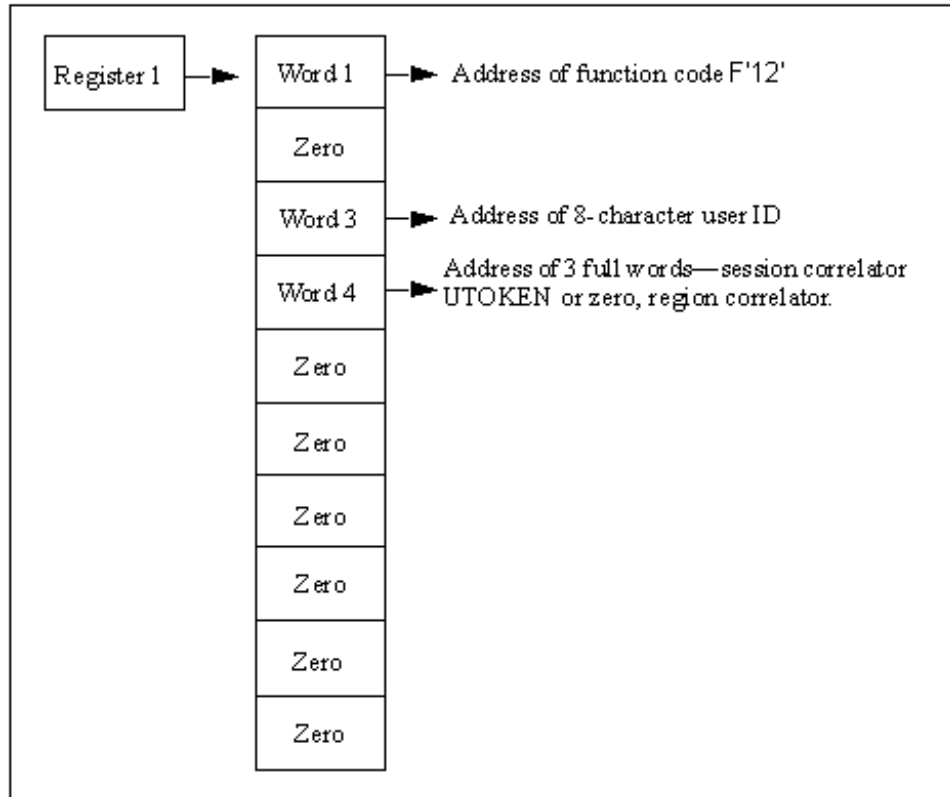 Register 1
Word 1
Address of function code F'12'
Zero
Word 3
Address of 8- character user ID
Word 4
Address of 3 full words—session correlator
UTOKEN or zero, region correlator.
Zero
Zero
Zero
Zero
Zero
Zero